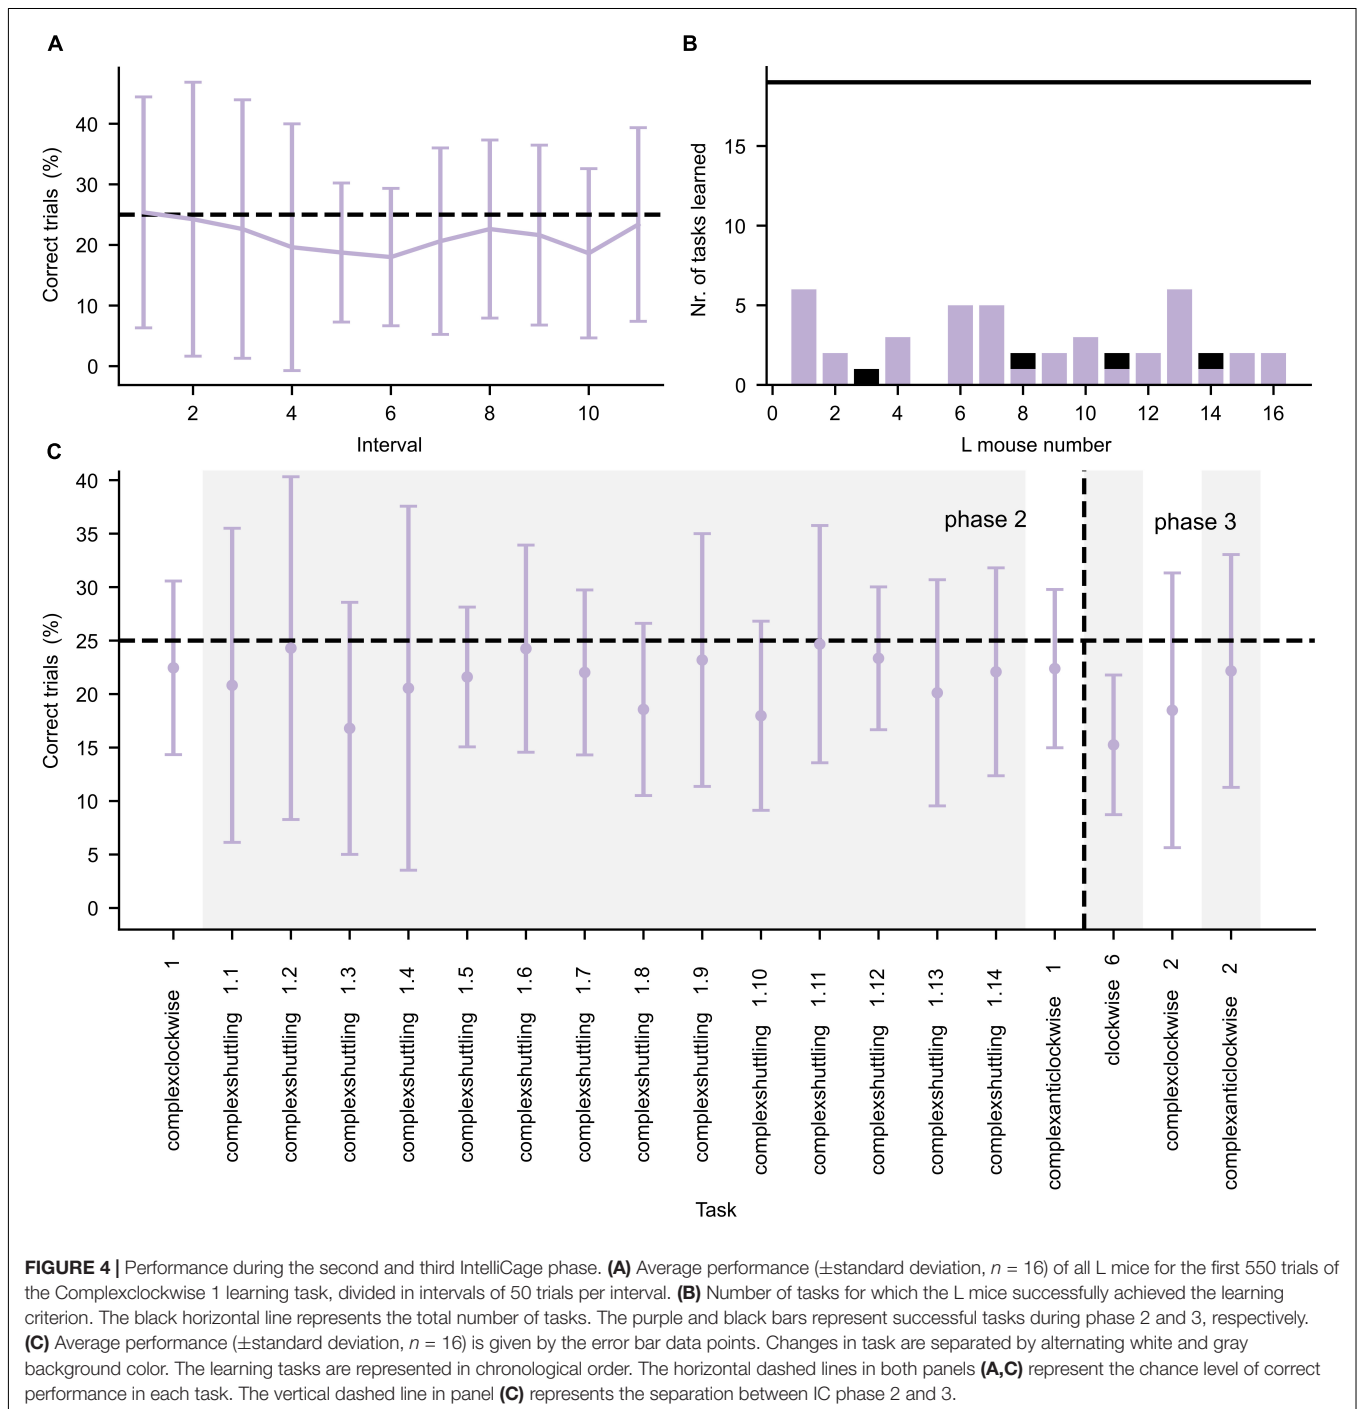 A
B
Correct trials (%)
40
30
20
10
0
2
4
6
8
10
Interval
Nr. of tasks learned
15
10
5
0
0
2
4
6
8
10
12
14
16
L mouse number
C
Correct trials (%)
40
35
30
25
20
15
10
5
0
phase 2
phase 3
complexclockwise 1
complexshuttling 1.1
complexshuttling 1.2
complexshuttling 1.3
complexshuttling 1.4
complexshuttling 1.5
complexshuttling 1.6
complexshuttling 1.7
complexshuttling 1.8
complexshuttling 1.9
complexshuttling 1.10
complexshuttling 1.11
complexshuttling 1.12
complexshuttling 1.13
complexshuttling 1.14
complexanticlockwise 1
clockwise 6
complexclockwise 2
complexanticlockwise 2
Task
FIGURE 4 | Performance during the second and third IntelliCage phase. (A) Average performance (±standard deviation, n = 16) of all L mice for the first 550 trials of
the Complexclockwise 1 learning task, divided in intervals of 50 trials per interval. (B) Number of tasks for which the L mice successfully achieved the learning
criterion. The black horizontal line represents the total number of tasks. The purple and black bars represent successful tasks during phase 2 and 3, respectively.
(C) Average performance (±standard deviation, n = 16) is given by the error bar data points. Changes in task are separated by alternating white and gray
background color. The learning tasks are represented in chronological order. The horizontal dashed lines in both panels (A,C) represent the chance level of correct
performance in each task. The vertical dashed line in panel (C) represents the separation between IC phase 2 and 3.